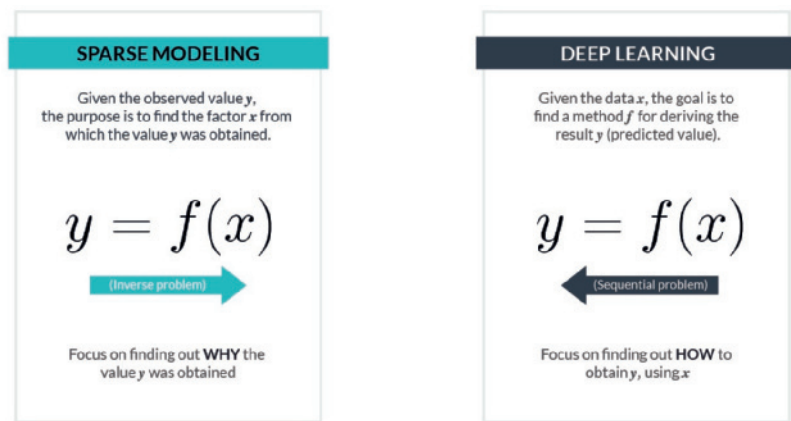 SPARSE MODELING
Given the observed value y,
the purpose is to find the factor x from
which the value y was obtained.
y = f(x)
(Inverse problem)
Focus on finding out WHY the
value y was obtained
DEEP LEARNING
Given the data x, the goal is to
find a method f for deriving the
result y (predicted value).
y = f(x)
(Sequential problem)
Focus on finding out HOW to
obtain y, using x